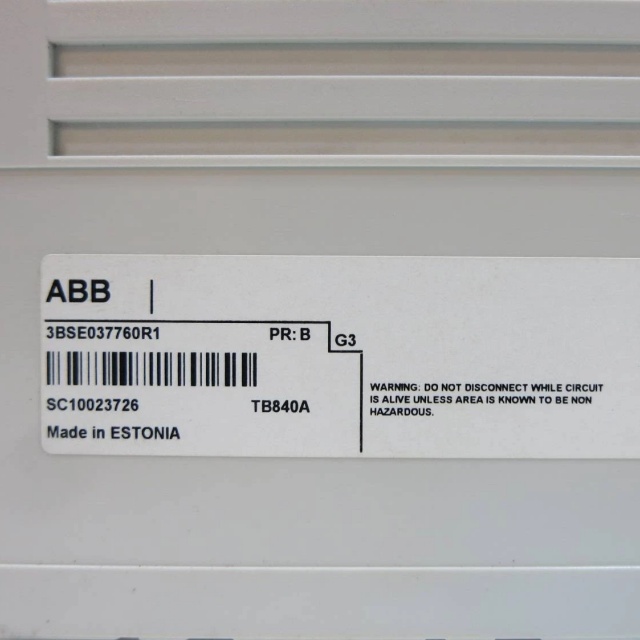 ABB
3BSE037760R1 PR: B
G3
SC10023726 TB840A
Made in ESTONIA
WARNING: DO NOT DISCONNECT WHILE CIRCUIT
IS ALIVE UNLESS AREA IS KNOWN TO BE NON
HAZARDOUS.